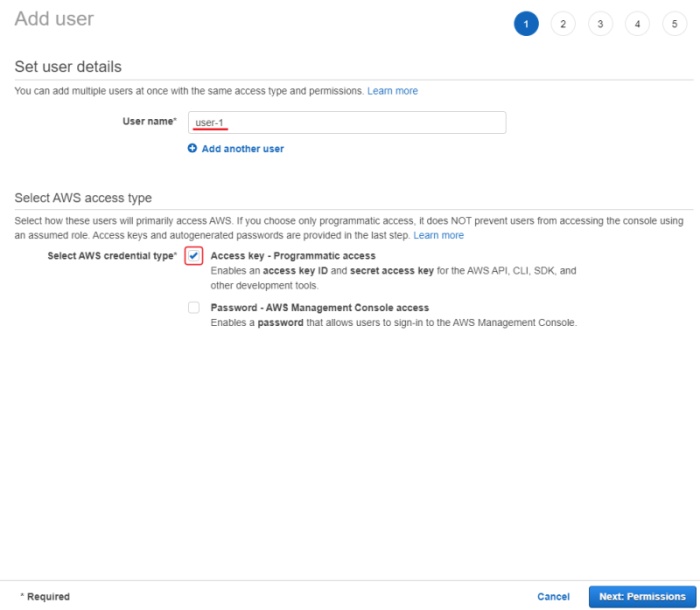 Add user
1 2 3 4 5
Set user details
You can add multiple users at once with the same access type and permissions. Learn more
User name* user-1
Add another user
Select AWS access type
Select how these users will primarily access AWS. If you choose only programmatic access, it does NOT prevent users from accessing the console using
an assumed role. Access keys and autogenerated passwords are provided in the last step. Learn more
Select AWS credential type* Access key - Programmatic access
Enables an access key ID and secret access key for the AWS API, CLI, SDK, and
other development tools.
Password - AWS Management Console access
Enables a password that allows users to sign-in to the AWS Management Console.
* Required Cancel Next: Permissions